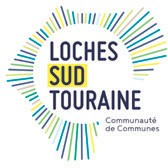 LOCHES
SUD
TOURAINE
Communauté
de Communes